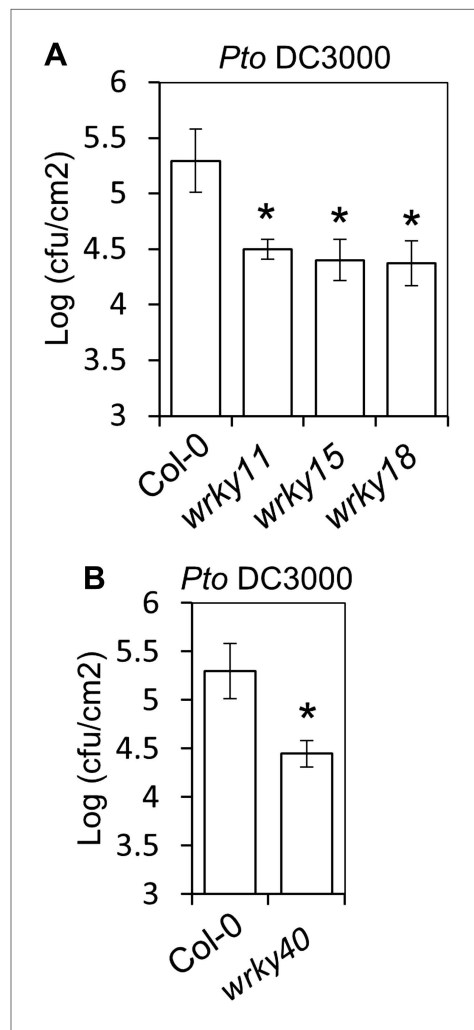 A
Pto DC3000
Log (cfu/cm2)
6
5.5
5
4.5
4
3.5
3
* * *
Col-0 wrky11 wrky15 wrky18
B
Pto DC3000
Log (cfu/cm2)
6
5.5
5
4.5
4
3.5
3
*
Col-0 wrky40